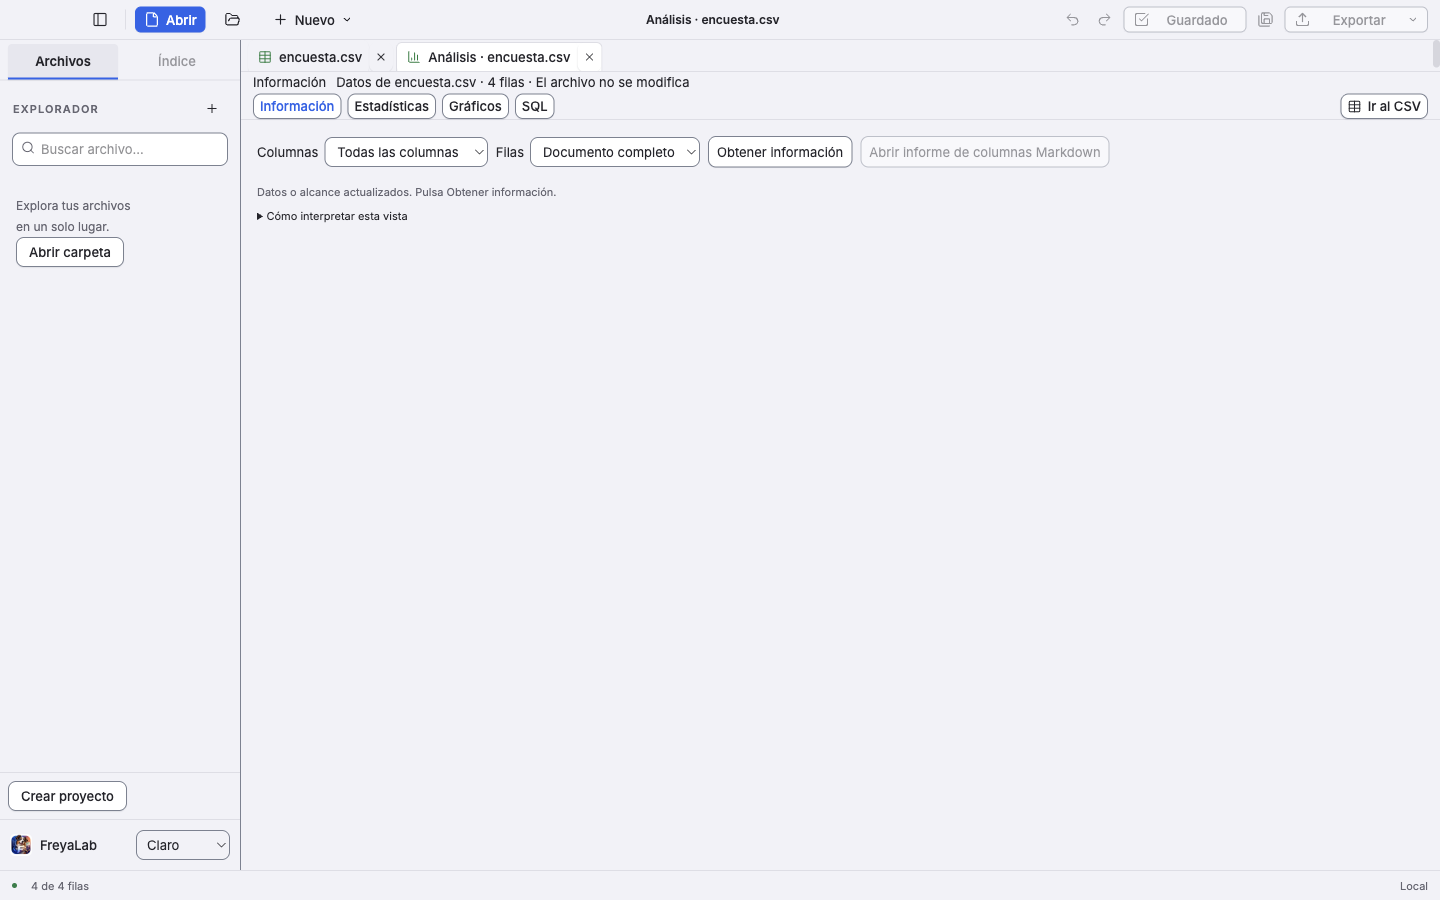 Abrir
Nuevo
Análisis · encuesta.csv
Guardado
Exportar
Archivos
Índice
encuesta.csv
Análisis · encuesta.csv
Información Datos de encuesta.csv · 4 filas · El archivo no se modifica
Información
Estadísticas
Gráficos
SQL
Ir al CSV
EXPLORADOR
Buscar archivo...
Explora tus archivos
en un solo lugar.
Abrir carpeta
Columnas
Todas las columnas
Filas
Documento completo
Obtener información
Abrir informe de columnas Markdown
Datos o alcance actualizados. Pulsa Obtener información.
Cómo interpretar esta vista
Crear proyecto
FreyaLab
Claro
4 de 4 filas
Local